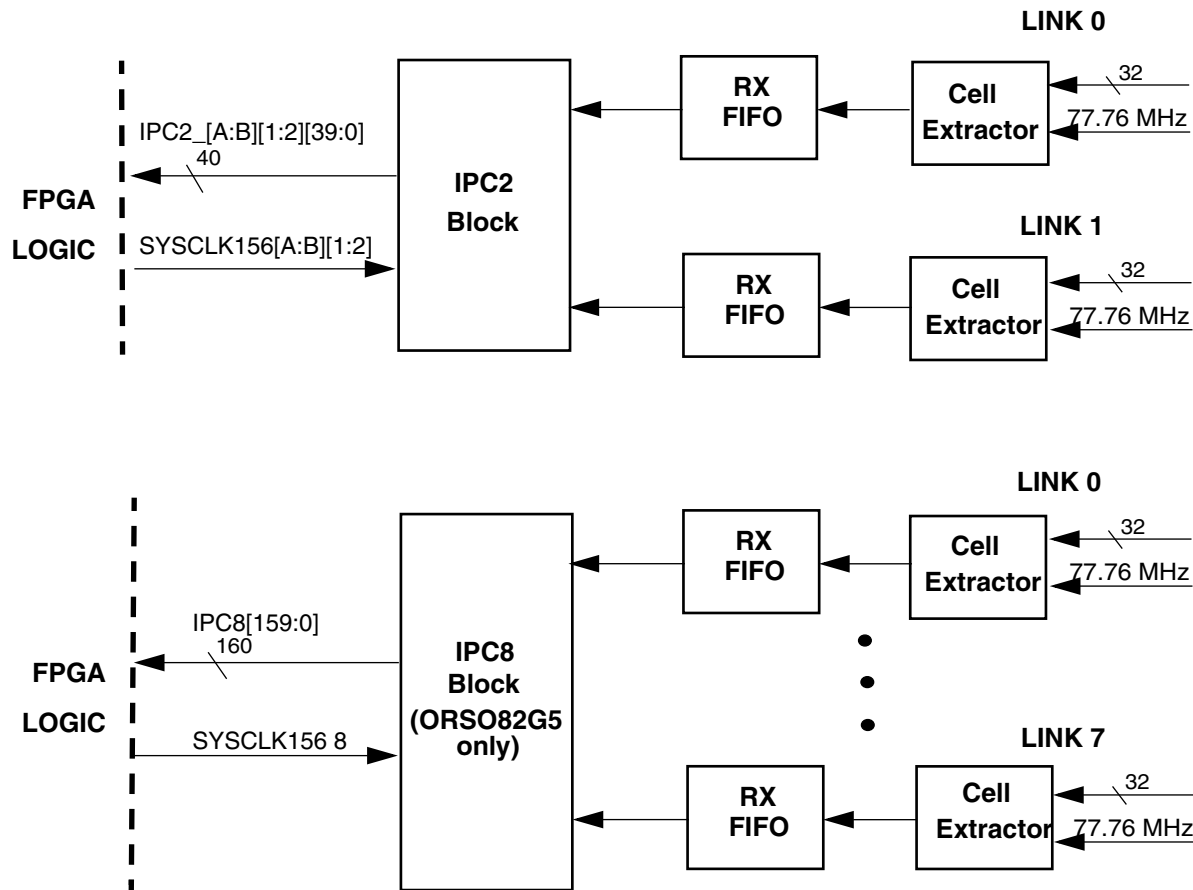 LINK 0
RX
FIFO
Cell
Extractor
32
77.76 MHz
IPC2_[A:B][1:2][39:0]
40
FPGA
LOGIC
SYSCLK156[A:B][1:2]
IPC2
Block
LINK 1
RX
FIFO
Cell
Extractor
32
77.76 MHz
LINK 0
RX
FIFO
Cell
Extractor
32
77.76 MHz
IPC8[159:0]
160
FPGA
LOGIC
SYSCLK156 8
IPC8
Block
(ORSO82G5
only)
LINK 7
RX
FIFO
Cell
Extractor
32
77.76 MHz